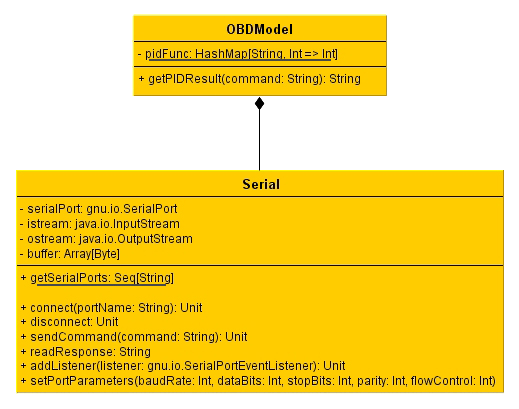 OBDModel
- pidFunc: HashMap[String, Int => Int]
+ getPIDResult(command: String): String
Serial
- serialPort: gnu.io.SerialPort
- istream: java.io.InputStream
- ostream: java.io.OutputStream
- buffer: Array[Byte]
+ getSerialPorts: Seq[String]
+ connect(portName: String): Unit
+ disconnect: Unit
+ sendCommand(command: String): Unit
+ readResponse: String
+ addListener(listener: gnu.io.SerialPortEventListener): Unit
+ setPortParameters(baudRate: Int, dataBits: Int, stopBits: Int, parity: Int, flowControl: Int)